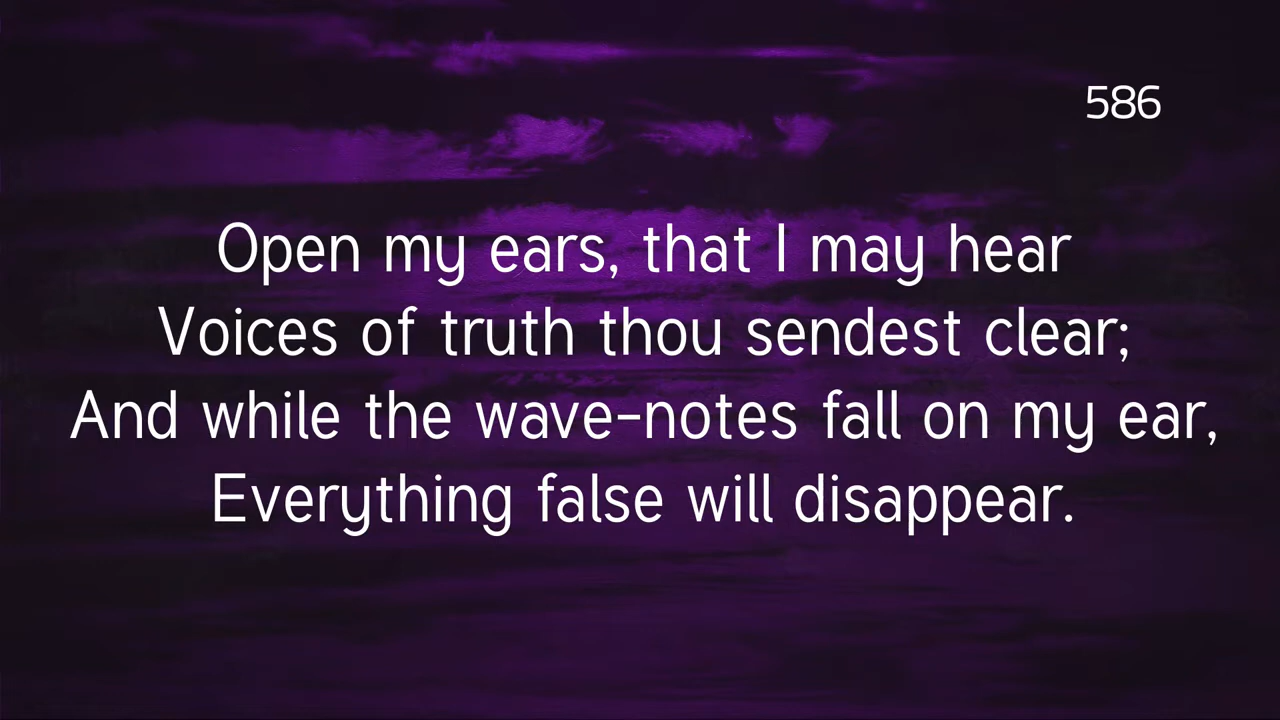 586
Open my ears, that I may hear
Voices of truth thou sendest clear;
And while the wave-notes fall on my ear,
Everything false will disappear.